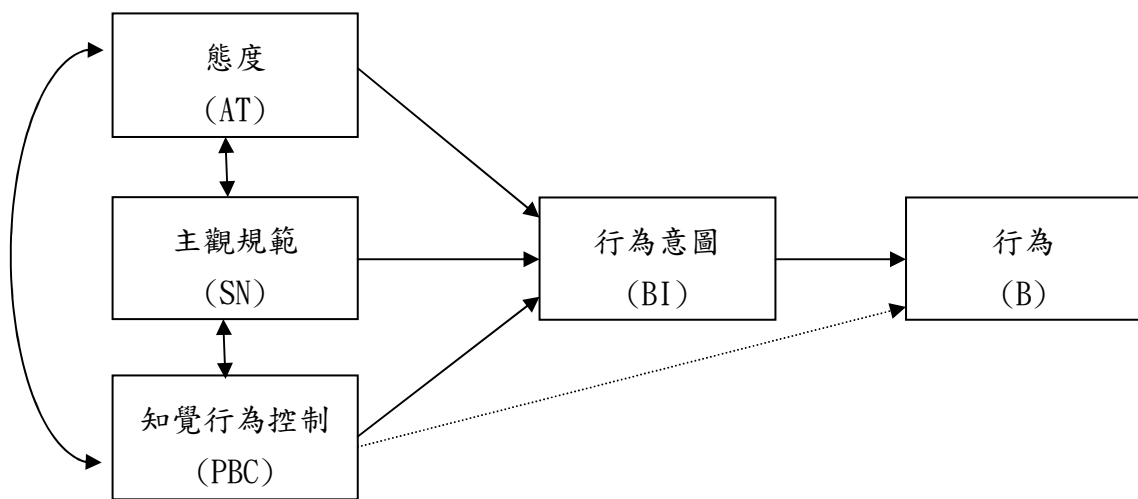 態度
(AT)
主觀規範
(SN)
知覺行為控制
(PBC)
行為意圖
(BI)
行為
(B)